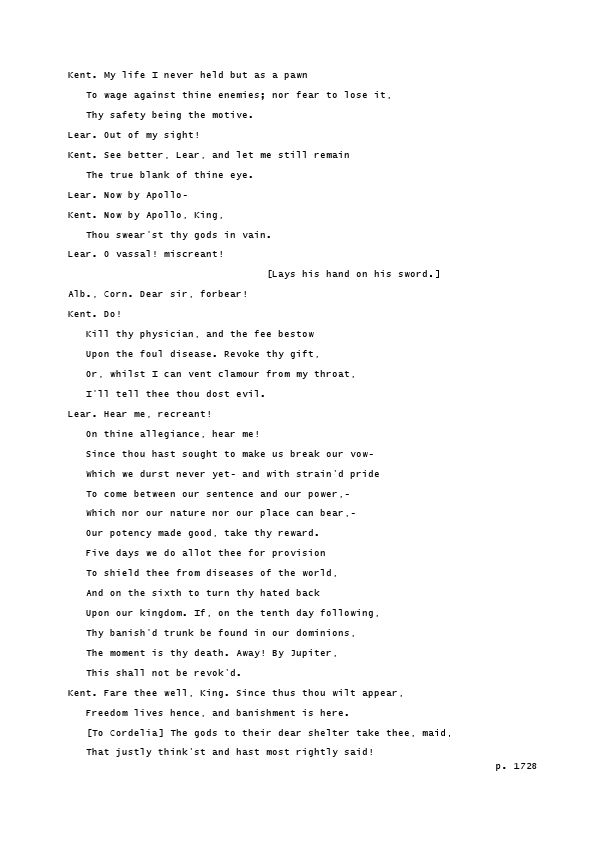 Kent. My life I never held but as a pawn
To wage against thine enemies; nor fear to lose it,
Thy safety being the motive.
Lear. Out of my sight!
Kent. See better, Lear, and let me still remain
The true blank of thine eye.
Lear. Now by Apollo-
Kent. Now by Apollo, King,
Thou swear'st thy gods in vain.
Lear. O vassal! miscreant!
[Lays his hand on his sword.]
Alb., Corn. Dear sir, forbear!
Kent. Do!
Kill thy physician, and the fee bestow
Upon the foul disease. Revoke thy gift,
Or, whilst I can vent clamour from my throat,
I'll tell thee thou dost evil.
Lear. Hear me, recreant!
On thine allegiance, hear me!
Since thou hast sought to make us break our vow-
Which we durst never yet- and with strain'd pride
To come between our sentence and our power,-
Which nor our nature nor our place can bear,-
Our potency made good, take thy reward.
Five days we do allot thee for provision
To shield thee from diseases of the world,
And on the sixth to turn thy hated back
Upon our kingdom. If, on the tenth day following,
Thy banish'd trunk be found in our dominions,
The moment is thy death. Away! By Jupiter,
This shall not be revok'd.
Kent. Fare thee well, King. Since thus thou wilt appear,
Freedom lives hence, and banishment is here.
[To Cordelia] The gods to their dear shelter take thee, maid,
That justly think'st and hast most rightly said!
p. 1728